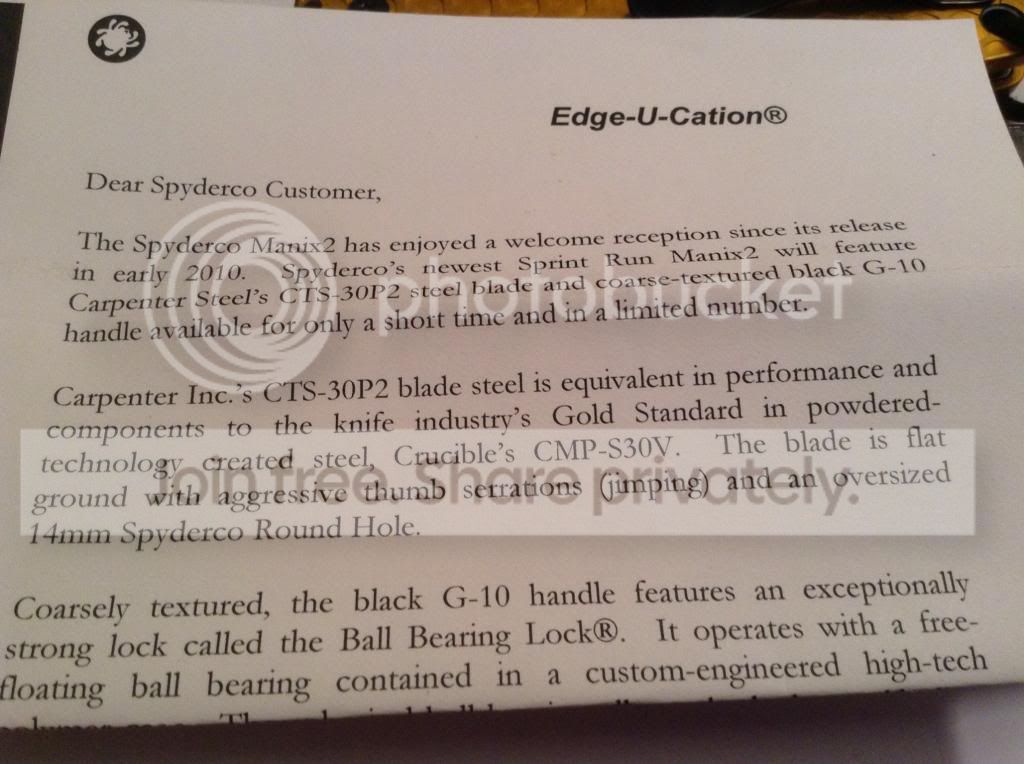 Edge-U-Cation®
Dear Spyderco Customer,
The Spyderco Manix2 has enjoyed a welcome reception since its release
in early 2010. Spyderco's newest Sprint Run Manix2 will feature
Carpenter Steel's CTS-30P2 steel blade and coarse-textured black G-10
handle available for only a short time and in a limited number.
Carpenter Inc.'s CTS-30P2 blade steel is equivalent in performance and
components to the knife industry's Gold Standard in powdered-
technology created steel, Crucible's CMP-S30V. The blade is flat
ground with aggressive thumb serrations (jimping) and an oversized
14mm Spyderco Round Hole.
Coarsely textured, the black G-10 handle features an exceptionally
strong lock called the Ball Bearing Lock®. It operates with a free-
floating ball bearing contained in a custom-engineered high-tech
photobucket
Join free. Share privately.